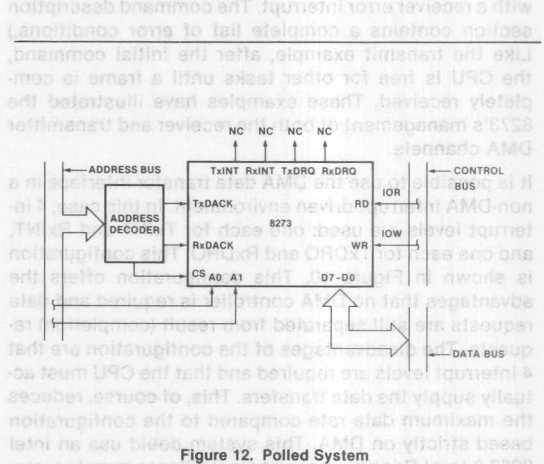 with a receiver error interrupt. The command description
section contains a complete list of error conditions.)
Like the transmit example, after the initial command,
the CPU is free for other tasks until a frame is com-
pletely received. These examples have illustrated the
8273's management of both the receiver and transmitter
DMA channels.
NC NC NC NC
TxINT RxINT TxDRQ RxDRQ
ADDRESS BUS
CONTROL
BUS
IOR
TxDACK
RD
8273
ADDRESS
DECODER
IOW
RxDACK
WR
CS A0 A1
D7-D0
DATA BUS
It is possible to use the DMA data transfer interface in a
non-DMA interrupt-driven environment. In this case, 4 in-
terrupt levels are used: one each for TxINT and RxINT,
and one each for TxDRQ and RxDRQ. This configuration
is shown in Figure 10. This configuration offers the
advantages that no DMA controller is required and data
requests are still separated from result (completion) re-
quests. The disadvantages of the configuration are that
4 interrupt levels are required and that the CPU must ac-
tually supply the data transfers. This, of course, reduces
the maximum data rate compared to the configuration
based strictly on DMA. This system could use an Intel
Figure 12. Polled System